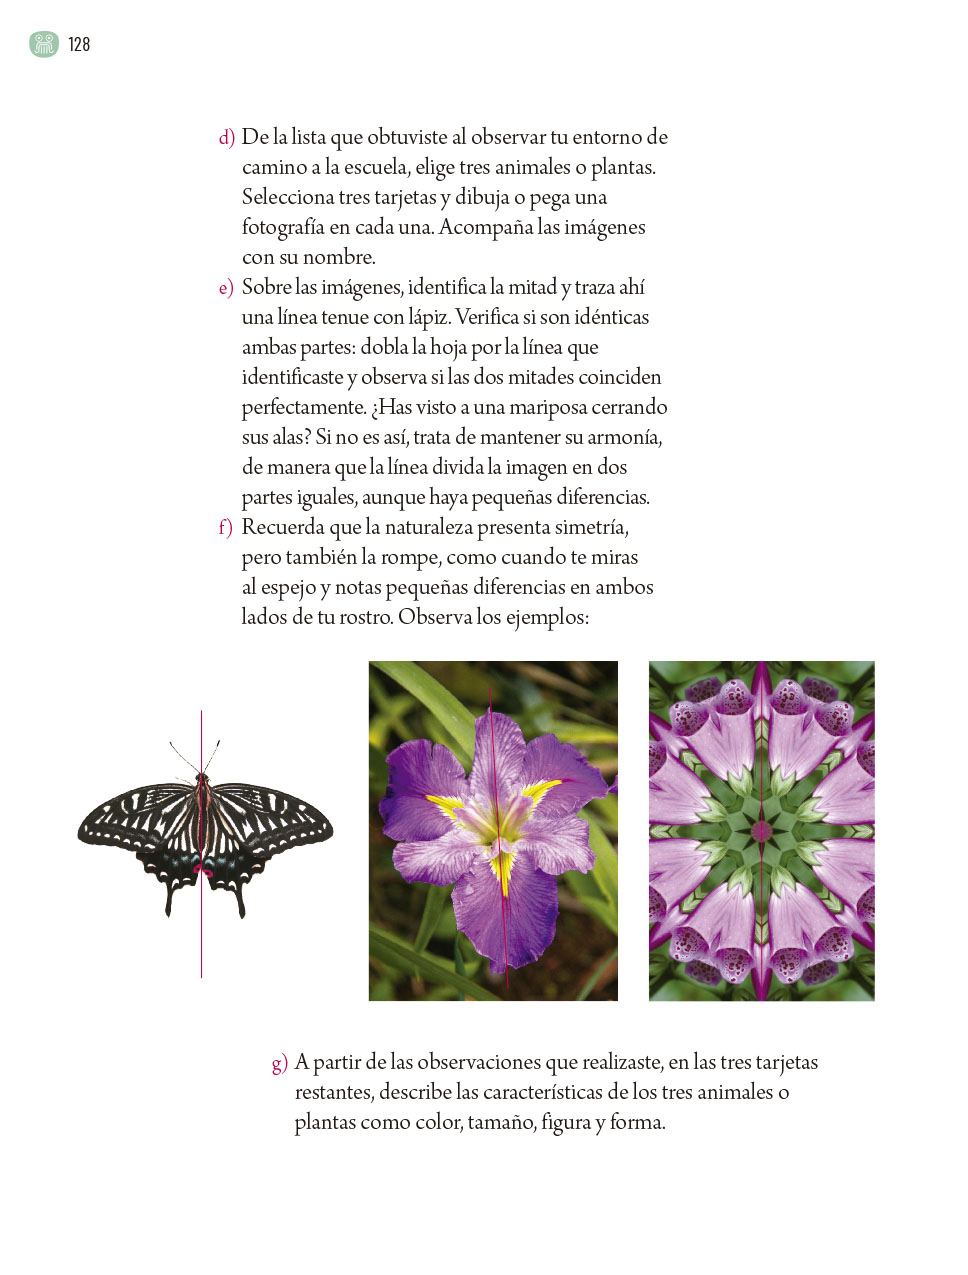 128
d) De la lista que obtuviste al observar tu entorno de
camino a la escuela, elige tres animales o plantas.
Selecciona tres tarjetas y dibuja o pega una
fotografía en cada una. Acompaña las imágenes
con su nombre.
e) Sobre las imágenes, identifica la mitad y traza ahí
una línea tenue con lápiz. Verifica si son idénticas
ambas partes: dobla la hoja por la línea que
identificaste y observa si las dos mitades coinciden
perfectamente. ¿Has visto a una mariposa cerrando
sus alas? Si no es así, trata de mantener su armonía,
de manera que la línea divida la imagen en dos
partes iguales, aunque haya pequeñas diferencias.
f) Recuerda que la naturaleza presenta simetría,
pero también la rompe, como cuando te miras
al espejo y notas pequeñas diferencias en ambos
lados de tu rostro. Observa los ejemplos:
g) A partir de las observaciones que realizaste, en las tres tarjetas
restantes, describe las características de los tres animales o
plantas como color, tamaño, figura y forma.